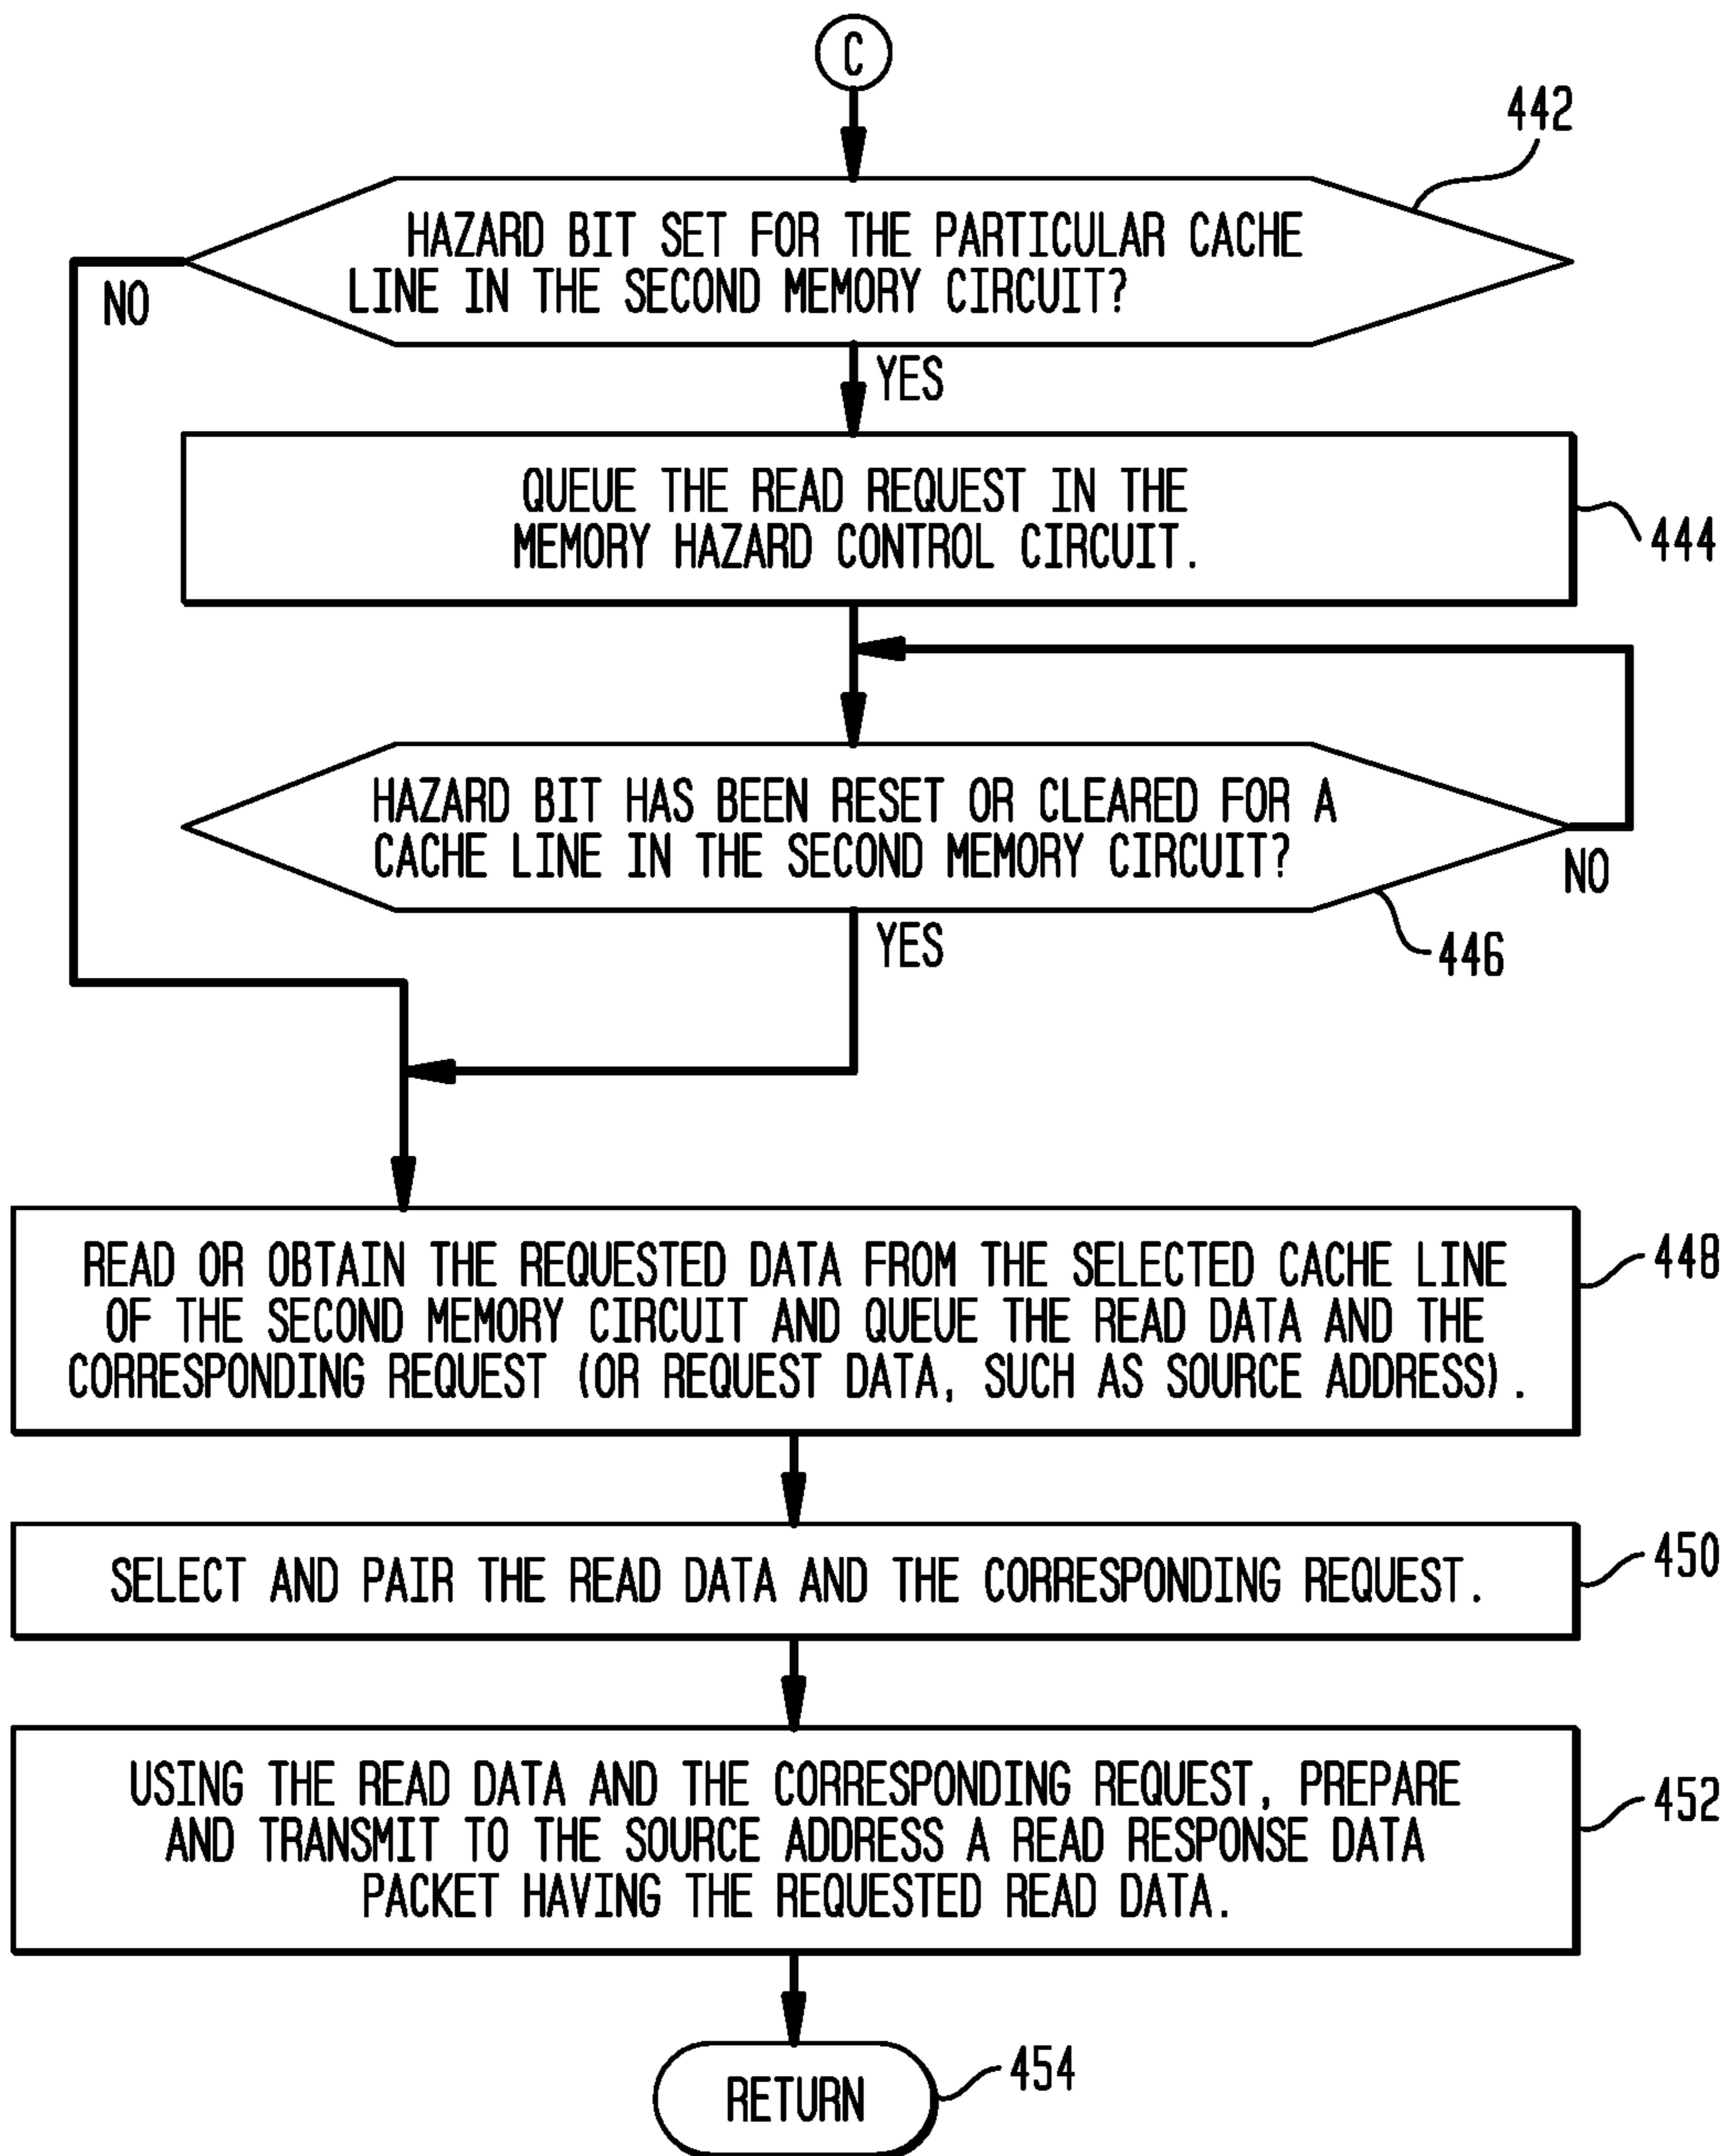 C
442
HAZARD BIT SET FOR THE PARTICULAR CACHE
LINE IN THE SECOND MEMORY CIRCUIT?
NO
YES
QUEUE THE READ REQUEST IN THE
MEMORY HAZARD CONTROL CIRCUIT.
444
HAZARD BIT HAS BEEN RESET OR CLEARED FOR A
CACHE LINE IN THE SECOND MEMORY CIRCUIT?
NO
YES
446
READ OR OBTAIN THE REQUESTED DATA FROM THE SELECTED CACHE LINE
OF THE SECOND MEMORY CIRCUIT AND QUEUE THE READ DATA AND THE
CORRESPONDING REQUEST (OR REQUEST DATA, SUCH AS SOURCE ADDRESS).
448
SELECT AND PAIR THE READ DATA AND THE CORRESPONDING REQUEST.
450
USING THE READ DATA AND THE CORRESPONDING REQUEST, PREPARE
AND TRANSMIT TO THE SOURCE ADDRESS A READ RESPONSE DATA
PACKET HAVING THE REQUESTED READ DATA.
452
RETURN
454